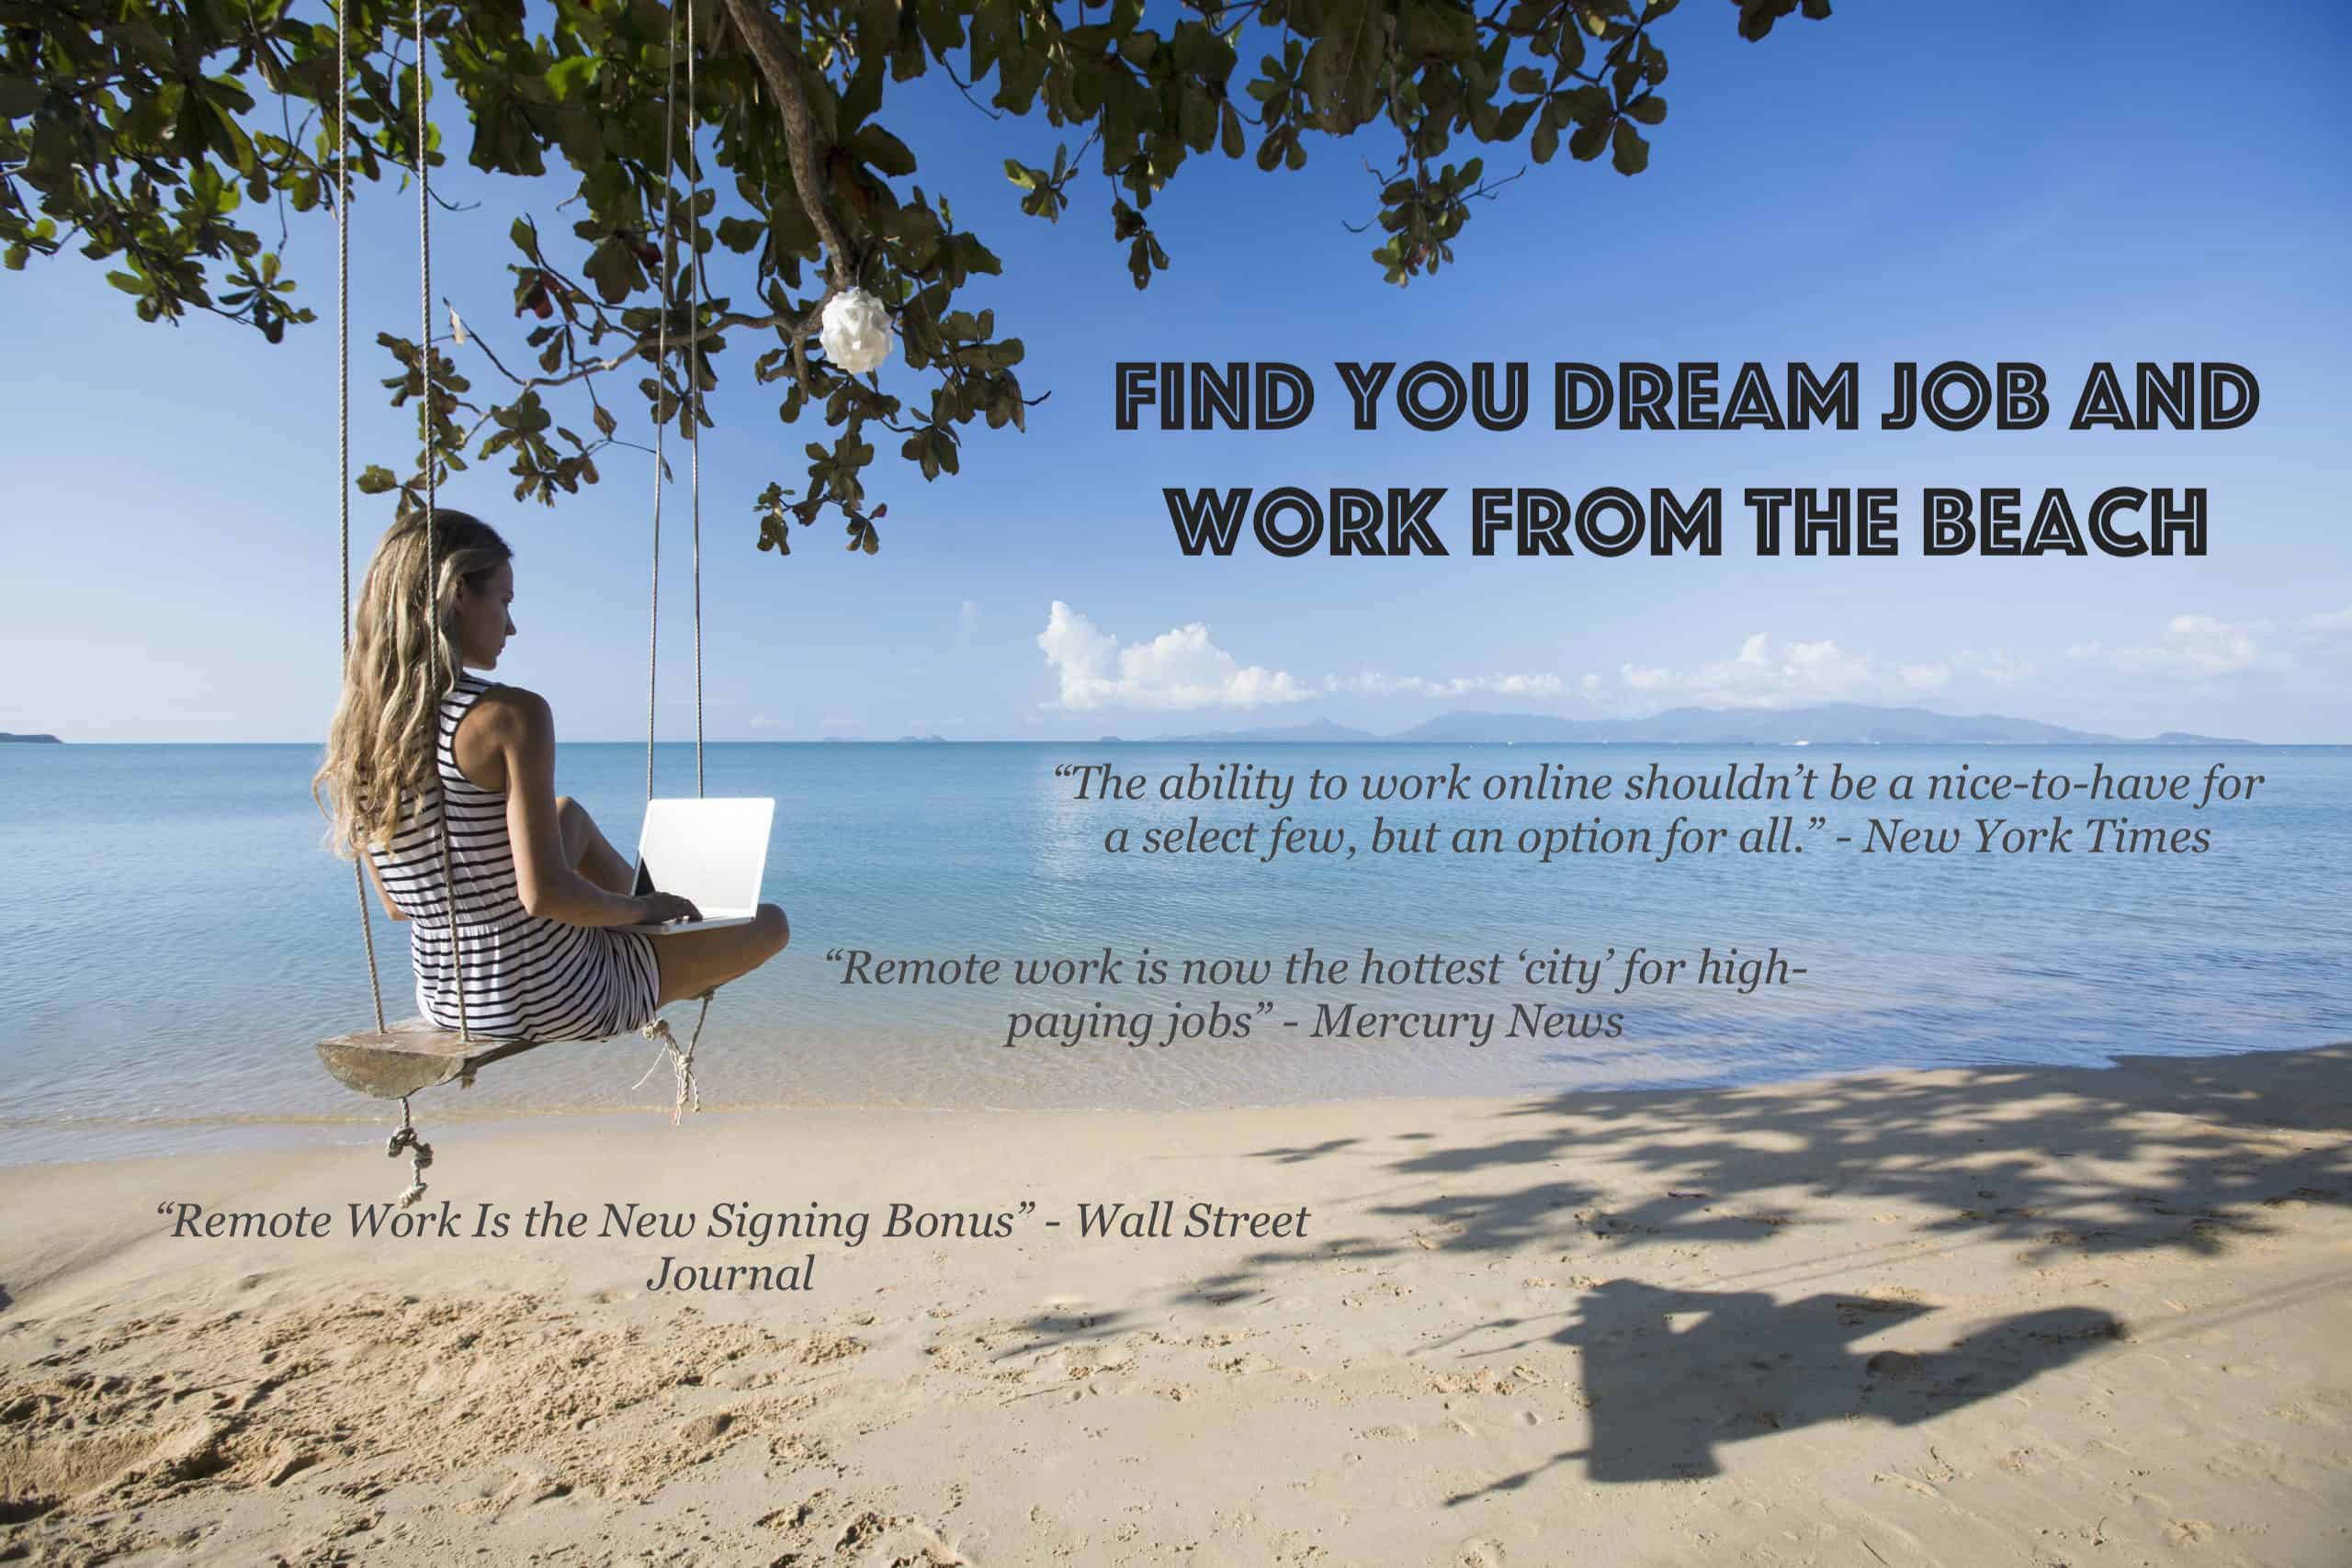 FIND YOU DREAM JOB AND
WORK FROM THE BEACH
“The ability to work online shouldn’t be a nice-to-have for
a select few, but an option for all.” - New York Times
“Remote work is now the hottest ‘city’ for high-
paying jobs” - Mercury News
“Remote Work Is the New Signing Bonus” - Wall Street
Journal